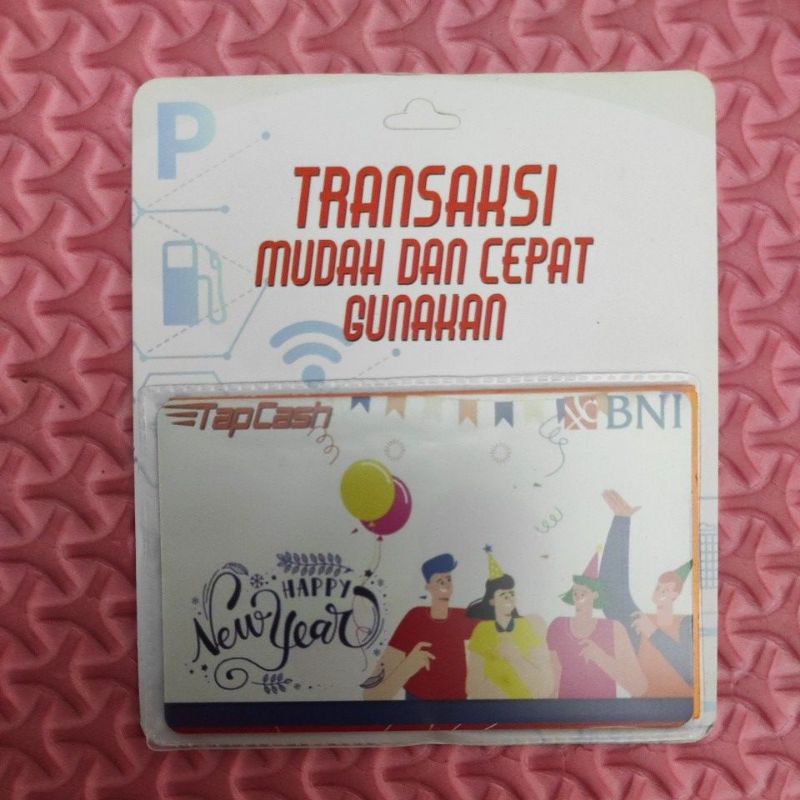 P
TRANSAKSI
MUDAH DAN CEPAT
GUNAKAN
TapCash
BNI
HAPPY
New Year